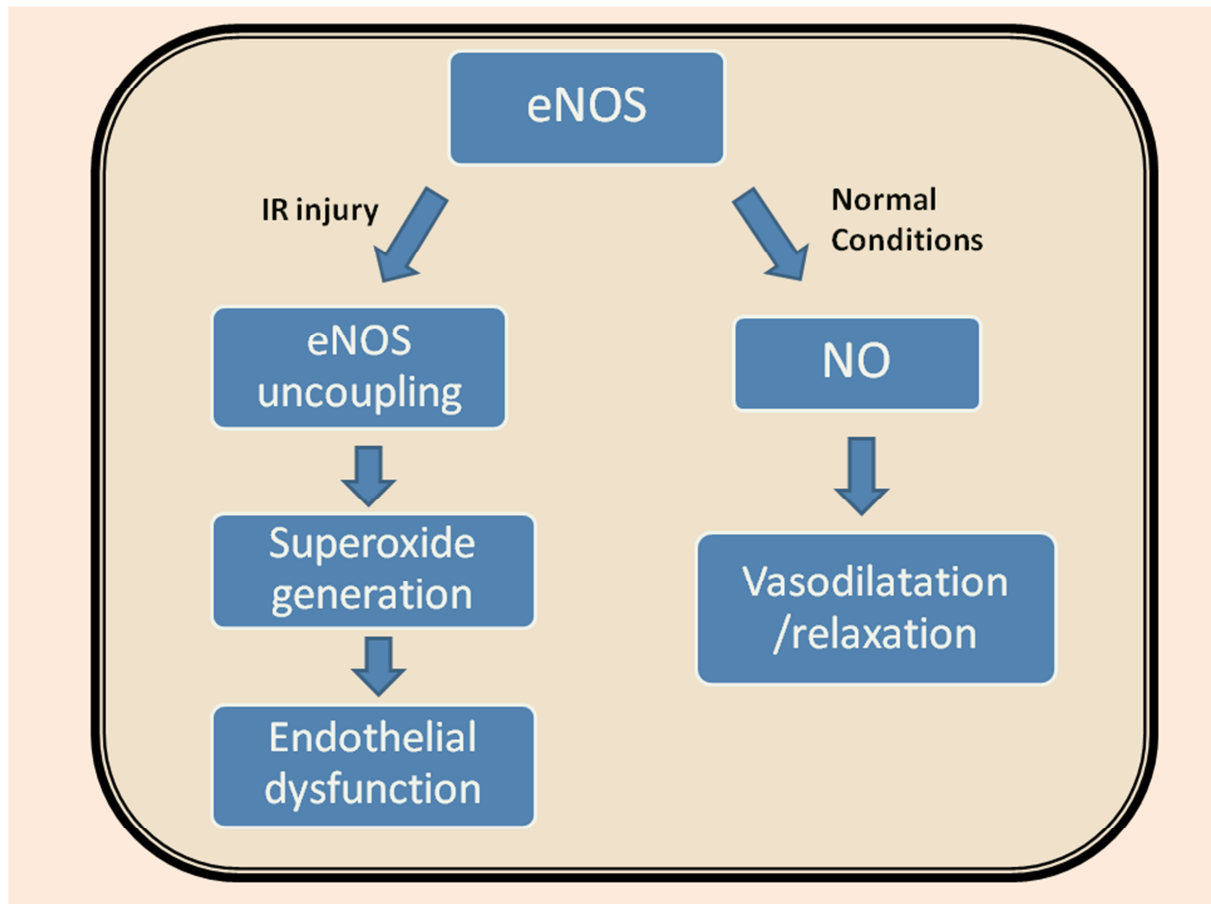 eNOS
IR injury
Normal
Conditions
eNOS
uncoupling
NO
Superoxide
generation
Vasodilatation
/relaxation
Endothelial
dysfunction